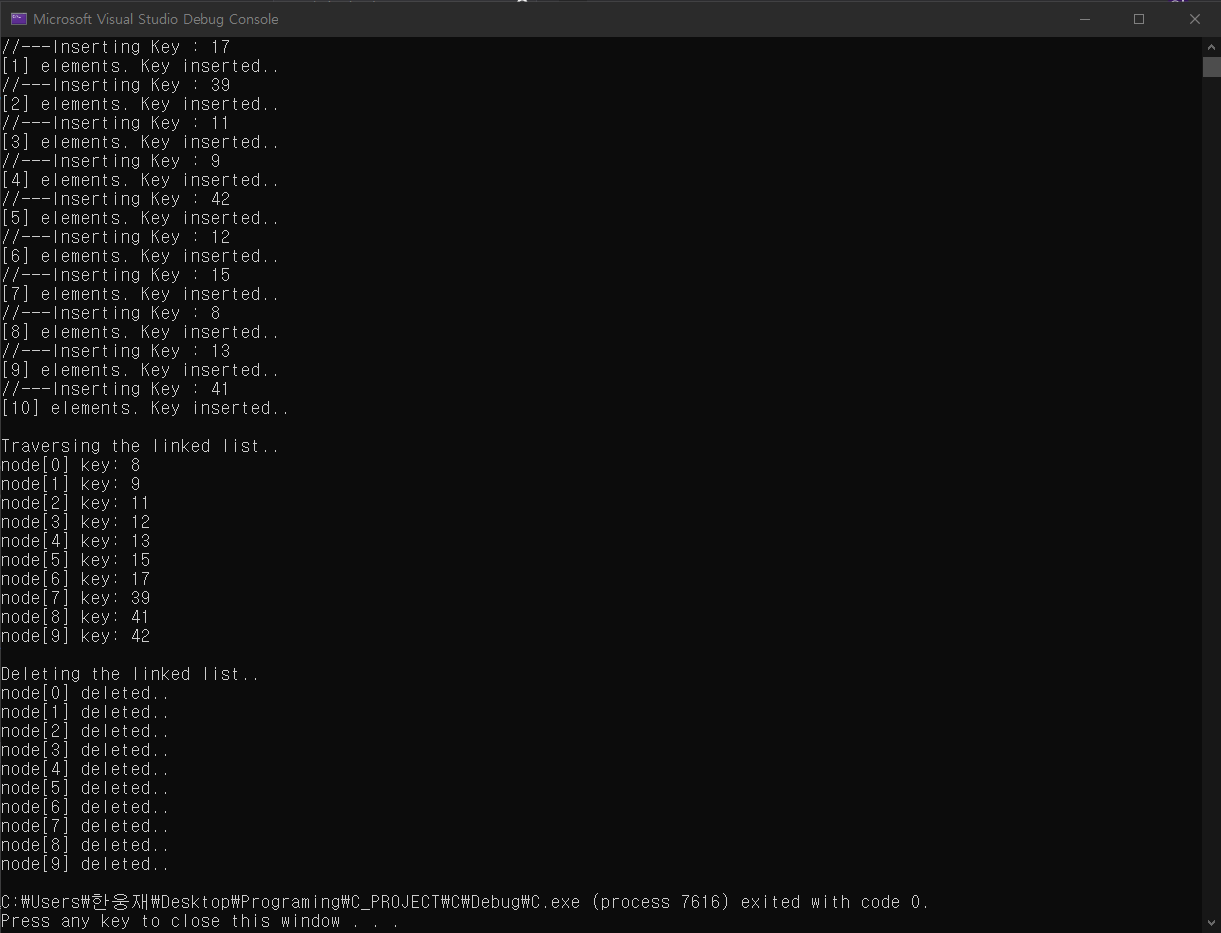 Microsoft Visual Studio Debug Console
//---Inserting Key : 17
[1] elements. Key inserted..
//---Inserting Key : 39
[2] elements. Key inserted..
//---Inserting Key : 11
[3] elements. Key inserted..
//---Inserting Key : 9
[4] elements. Key inserted..
//---Inserting Key : 42
[5] elements. Key inserted..
//---Inserting Key : 12
[6] elements. Key inserted..
//---Inserting Key : 15
[7] elements. Key inserted..
//---Inserting Key : 8
[8] elements. Key inserted..
//---Inserting Key : 13
[9] elements. Key inserted..
//---Inserting Key : 41
[10] elements. Key inserted..
Traversing the linked list..
node[0] key: 8
node[1] key: 9
node[2] key: 11
node[3] key: 12
node[4] key: 13
node[5] key: 15
node[6] key: 17
node[7] key: 39
node[8] key: 41
node[9] key: 42
Deleting the linked list..
node[0] deleted..
node[1] deleted..
node[2] deleted..
node[3] deleted..
node[4] deleted..
node[5] deleted..
node[6] deleted..
node[7] deleted..
node[8] deleted..
node[9] deleted..
C:₩Users₩한웅재₩Desktop₩Programing₩C_PROJECT₩C₩Debug₩C.exe (process 7616) exited with code 0.
Press any key to close this window . . .